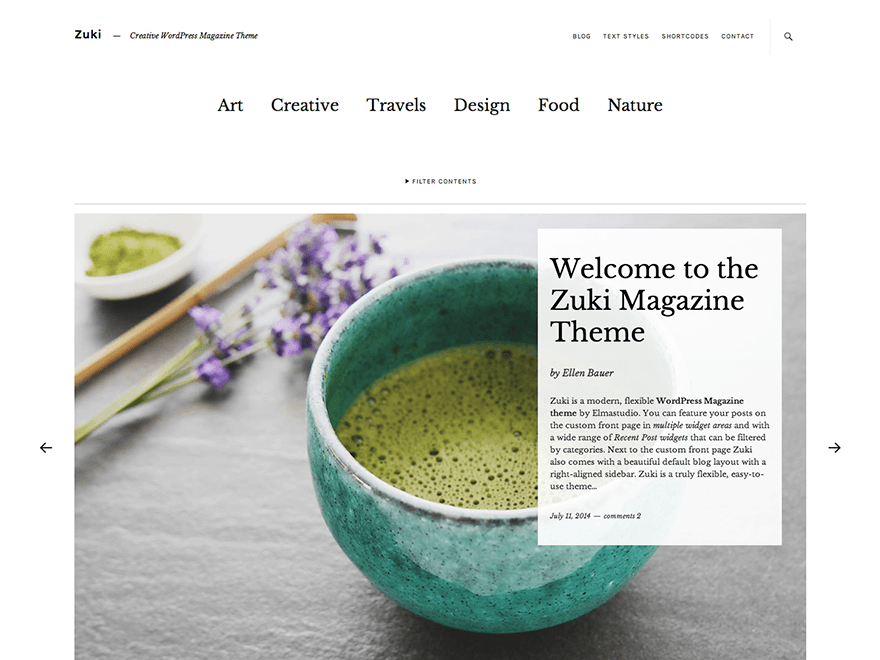 Zuki — Creative WordPress Magazine Theme
BLOG TEXT STYLES SHORTCODES CONTACT
Art Creative Travels Design Food Nature
FILTER CONTENTS
Welcome to the
Zuki Magazine
Theme
by Ellen Bauer
Zuki is a modern, flexible WordPress Magazine
theme by Elmastudio. You can feature your posts on
the custom front page in multiple widget areas and with
a wide range of Recent Post widgets that can be filtered
by categories. Next to the custom front page Zuki
also comes with a beautiful default blog layout with a
right-aligned sidebar. Zuki is a truly flexible, easy-to-
use theme…
July 11, 2014 — comments 2